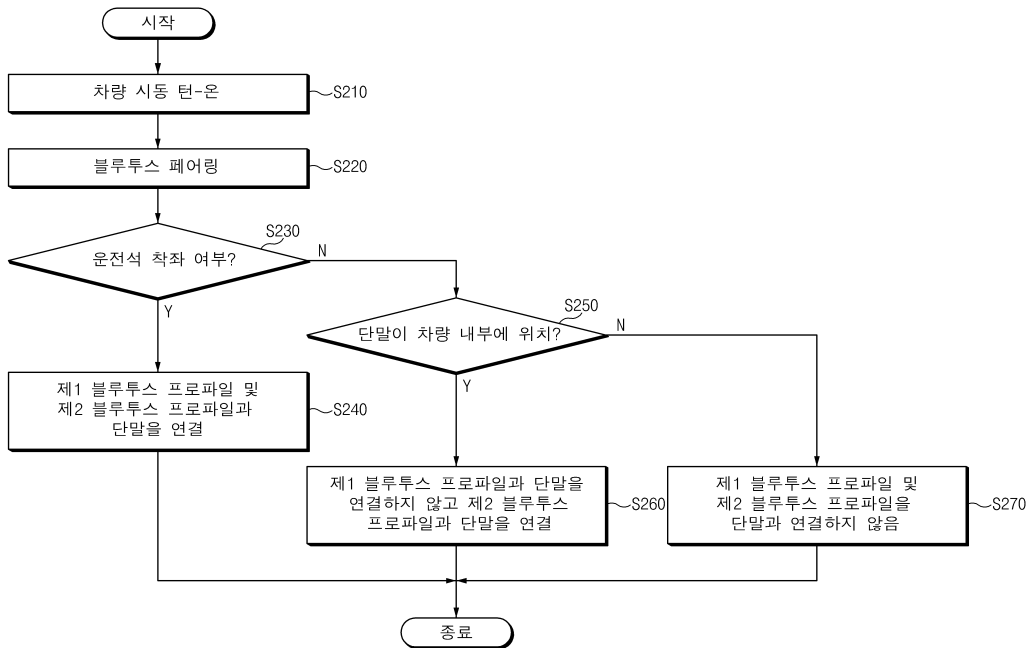 시작
차량 시동 턴-온
S210
블루투스 페어링
S220
S230
운전석 착좌 여부?
N
Y
S250
단말이 차량 내부에 위치?
N
Y
제1 블루투스 프로파일 및
제2 블루투스 프로파일과
단말을 연결
S240
제1 블루투스 프로파일과 단말을
연결하지 않고 제2 블루투스
프로파일과 단말을 연결
S260
제1 블루투스 프로파일 및
제2 블루투스 프로파일을
단말과 연결하지 않음
S270
종료